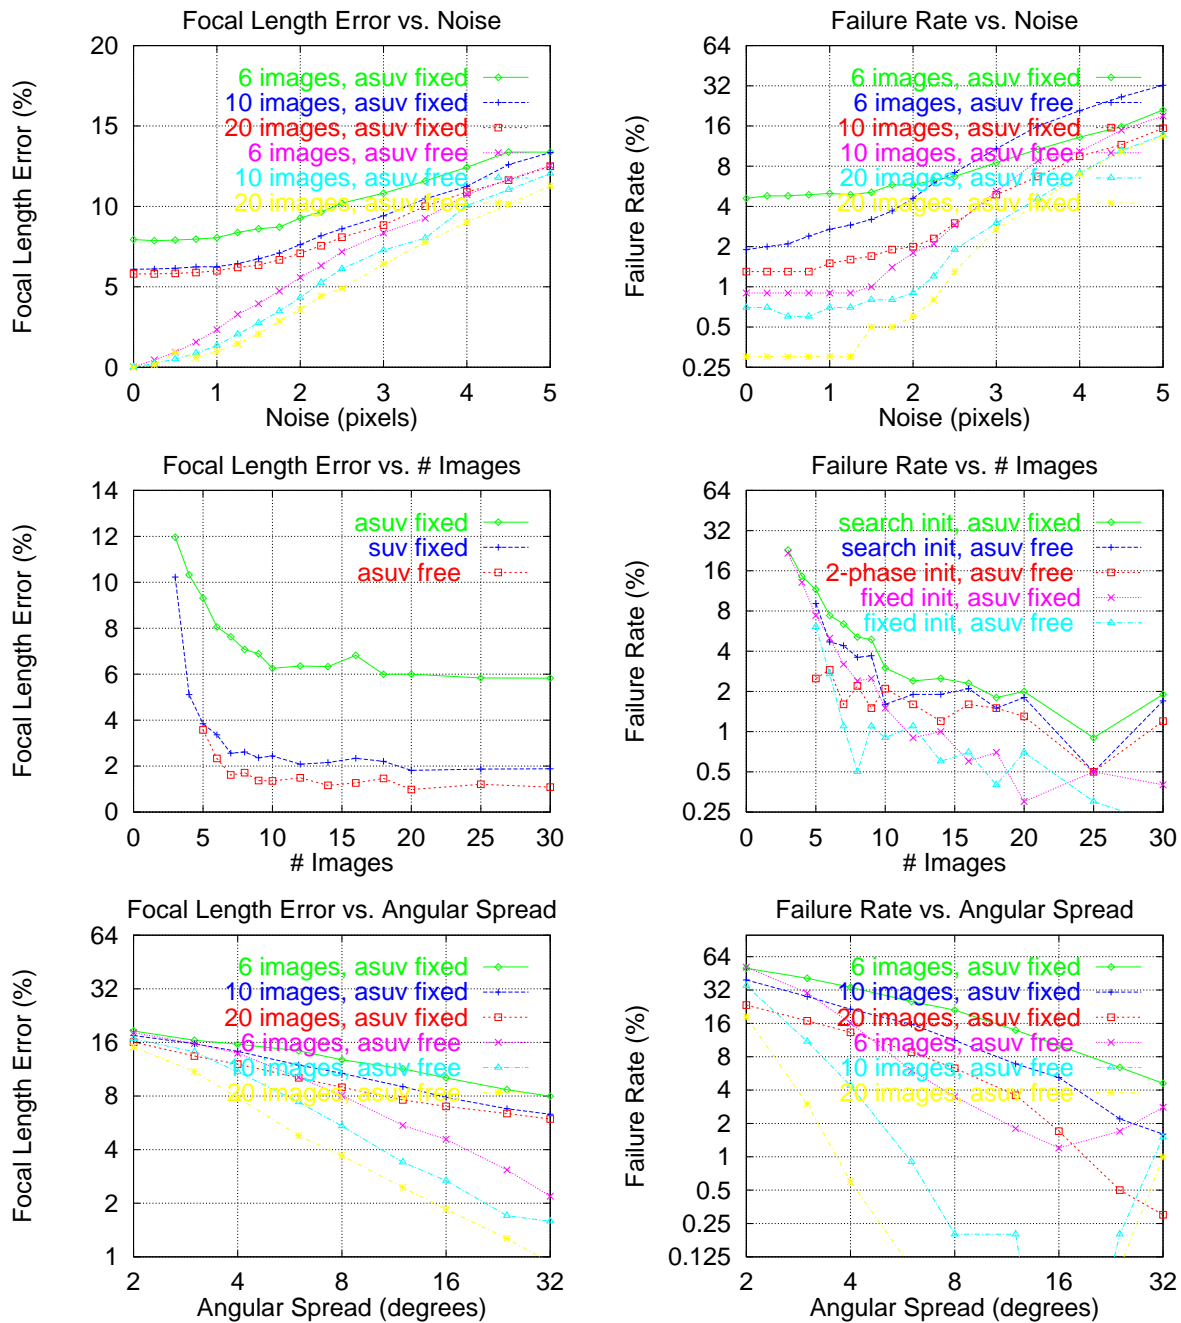 Focal Length Error vs. Noise
Focal Length Error (%)
20
15
10
5
0
6 images, asuv fixed
10 images, asuv fixed
20 images, asuv fixed
6 images, asuv free
10 images, asuv free
20 images, asuv free
0 1 2 3 4 5
Noise (pixels)
Failure Rate vs. Noise
Failure Rate (%)
64
32
16
8
4
2
1
0.5
0.25
6 images, asuv fixed
6 images, asuv free
10 images, asuv fixed
10 images, asuv free
20 images, asuv fixed
20 images, asuv free
0 1 2 3 4 5
Noise (pixels)
Focal Length Error vs. # Images
Focal Length Error (%)
14
12
10
8
6
4
2
0
asuv fixed
suv fixed
asuv free
0 5 10 15 20 25 30
# Images
Failure Rate vs. # Images
Failure Rate (%)
64
32
16
8
4
2
1
0.5
0.25
search init, asuv fixed
search init, asuv free
2-phase init, asuv free
fixed init, asuv fixed
fixed init, asuv free
0 5 10 15 20 25 30
# Images
Focal Length Error vs. Angular Spread
Focal Length Error (%)
64
32
16
8
4
2
1
6 images, asuv fixed
10 images, asuv fixed
20 images, asuv fixed
6 images, asuv free
10 images, asuv free
20 images, asuv free
2 4 8 16 32
Angular Spread (degrees)
Failure Rate vs. Angular Spread
Failure Rate (%)
64
32
16
8
4
2
1
0.5
0.25
0.125
6 images, asuv fixed
10 images, asuv fixed
20 images, asuv fixed
6 images, asuv free
10 images, asuv free
20 images, asuv free
2 4 8 16 32
Angular Spread (degrees)